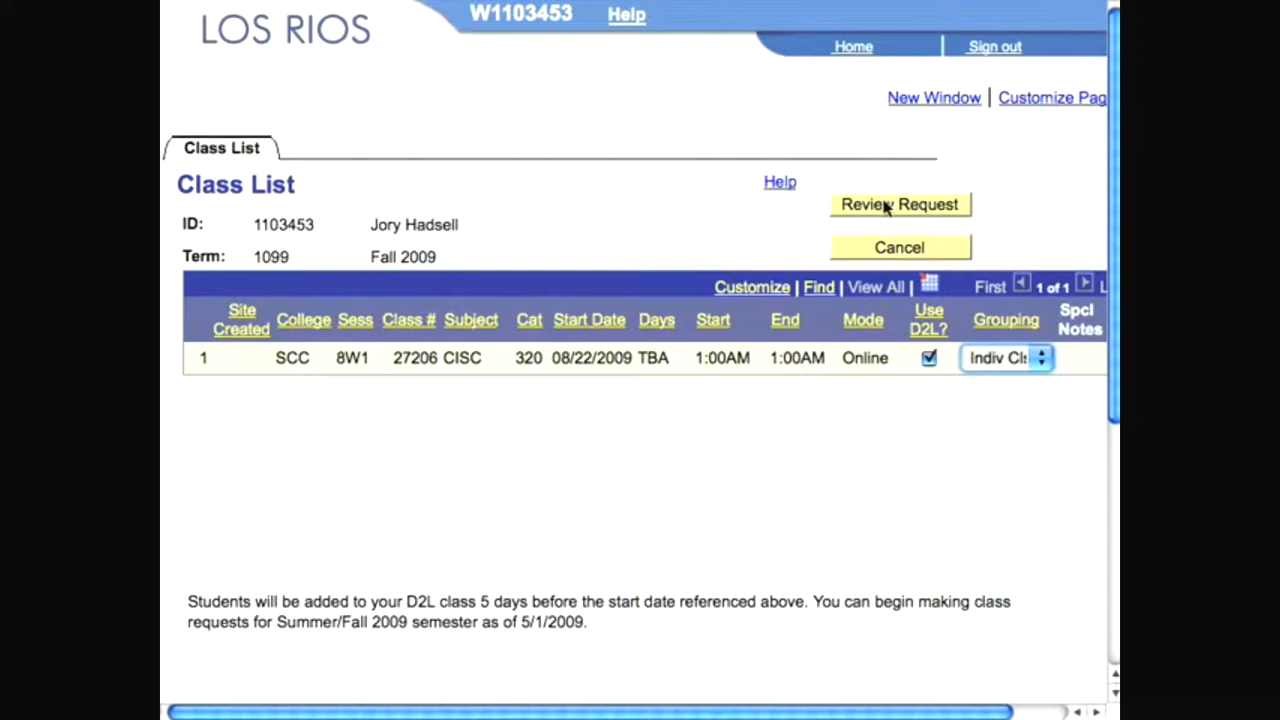 LOS RIOS
W1103453 Help
Home Sign out
New Window | Customize Pag
Class List
Class List
Help
Review Request
ID: 1103453 Jory Hadsell
Cancel
Term: 1099 Fall 2009
Customize | Find | View All | First 1 of 1 L
Site Created College Sess Class # Subject Cat Start Date Days Start End Mode Use D2L? Grouping Spcl Notes
1 SCC 8W1 27206 CISC 320 08/22/2009 TBA 1:00AM 1:00AM Online Indiv Cl
Students will be added to your D2L class 5 days before the start date referenced above. You can begin making class
requests for Summer/Fall 2009 semester as of 5/1/2009.